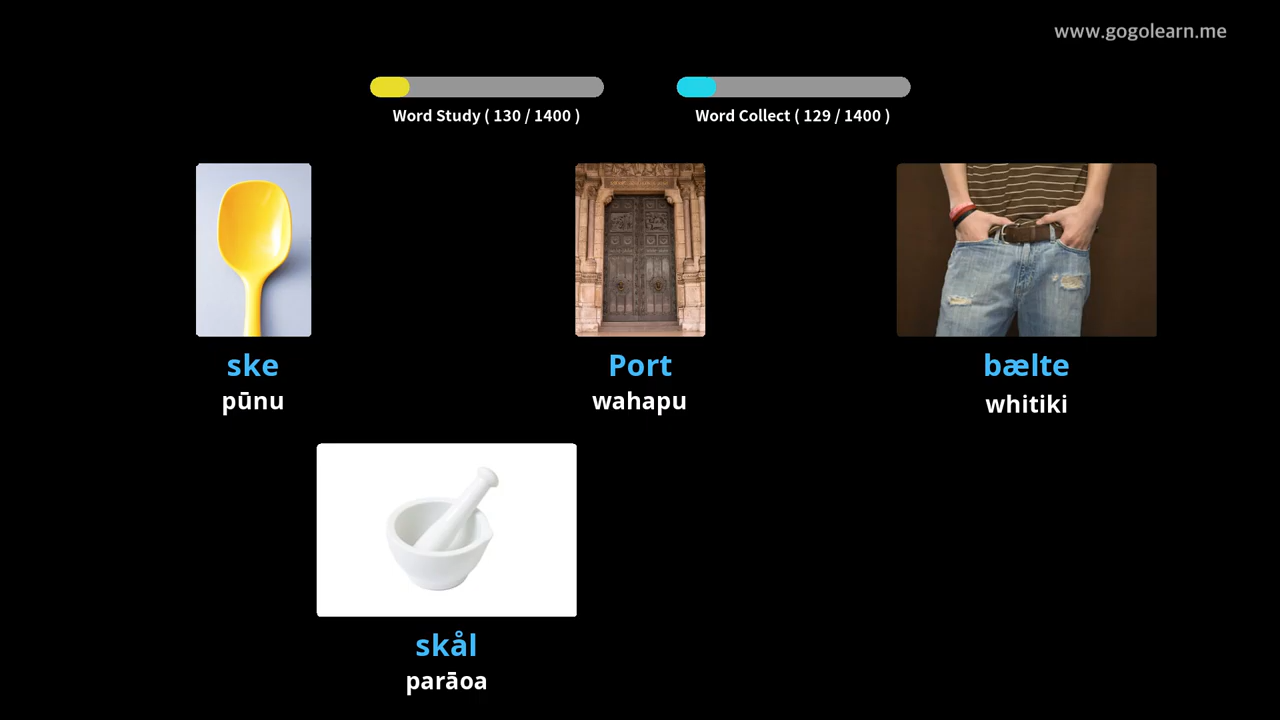 www.gogolearn.me
Word Study ( 130 / 1400 )
Word Collect ( 129 / 1400 )
ske
pūnu
Port
wahapu
bælte
whitiki
skål
parāoa